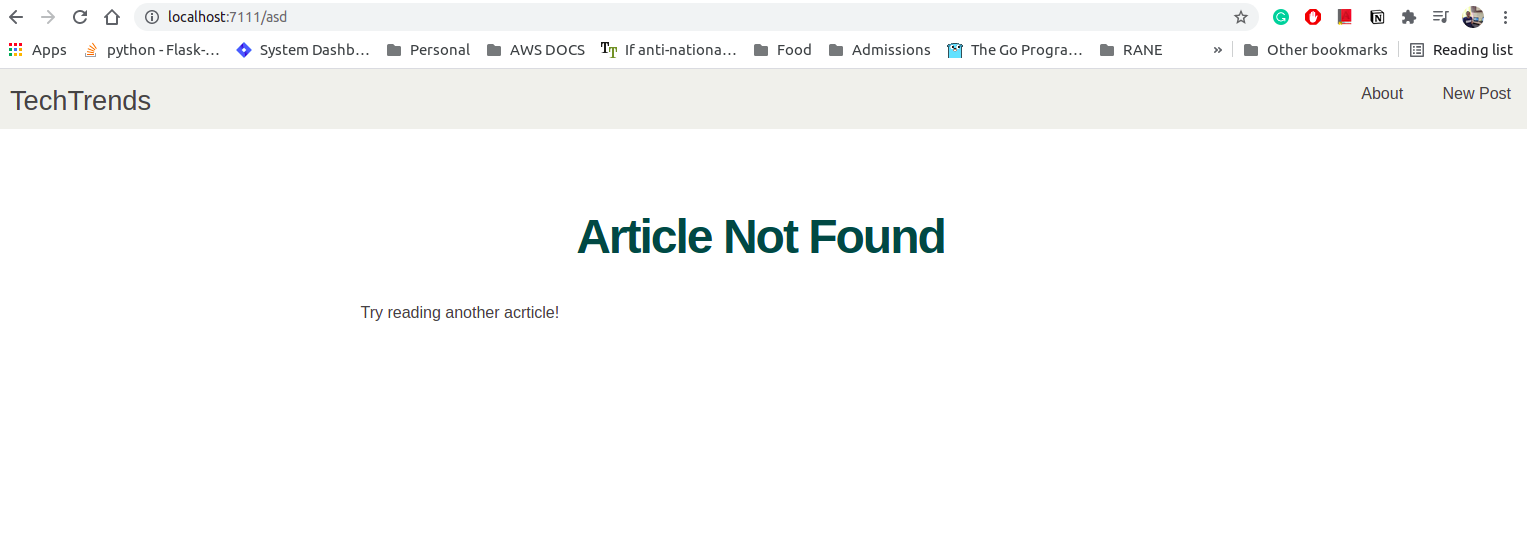 localhost:7111/asd
Apps python - Flask-… System Dashb… Personal AWS DOCS If anti-nationa… Food Admissions The Go Progra… RANE » Other bookmarks Reading list
TechTrends About New Post
Article Not Found
Try reading another acrticle!